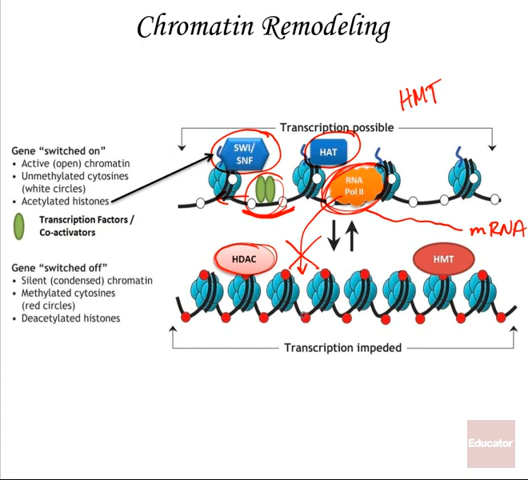 Chromatin Remodeling
HMT
Transcription possible
Gene "switched on"
• Active (open) chromatin
• Unmethylated cytosines
(white circles)
• Acetylated histones
SWI/
SNF
HAT
RNA
Pol II
Transcription Factors /
Co-activators
mRNA
Gene "switched off"
• Silent (condensed) chromatin
• Methylated cytosines
(red circles)
• Deacetylated histones
HDAC
HMT
Transcription impeded
Educator